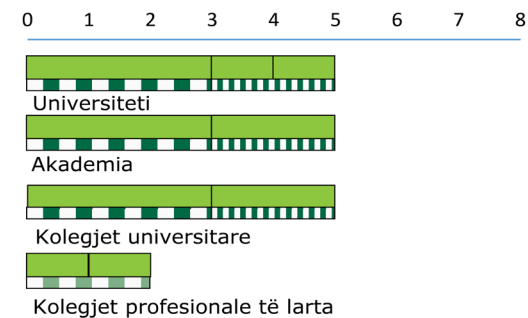 0 1 2 3 4 5 6 7 8
Universiteti
Akademia
Kolegjet universitare
Kolegjet profesionale të larta